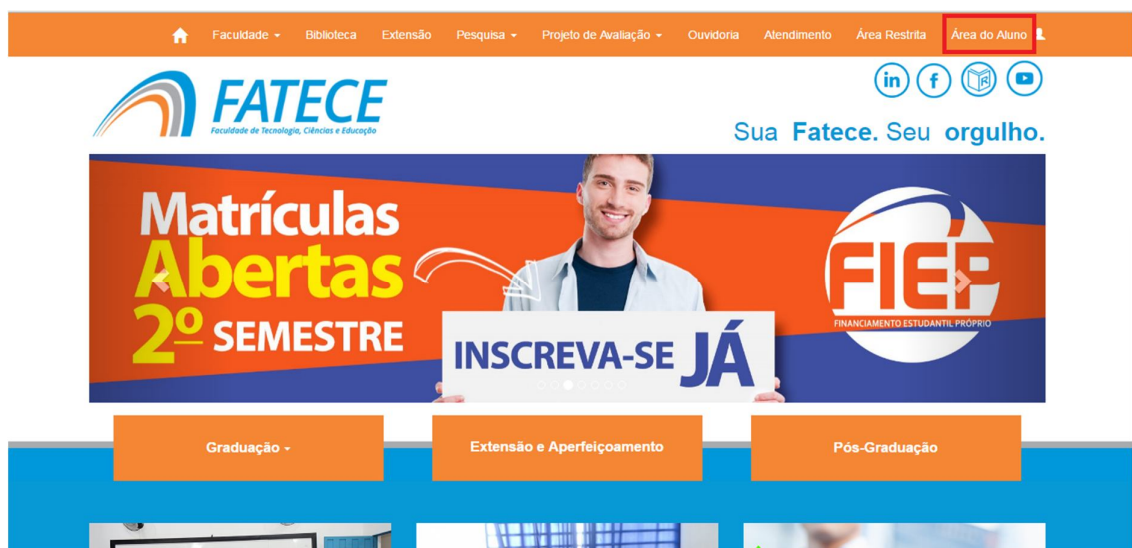 Faculdade Biblioteca Extensão Pesquisa Projeto de Avaliação Ouvidoria Atendimento Área Restrita Área do Aluno
FATECE
Faculdade de Tecnologia, Ciências e Educação
in f R
Sua Fatece. Seu orgulho.
Matrículas
Abertas
2º SEMESTRE
INSCREVA-SE JÁ
FIEP
FINANCIAMENTO ESTUDANTIL PRÓPRIO
Graduação Extensão e Aperfeiçoamento Pós-Graduação